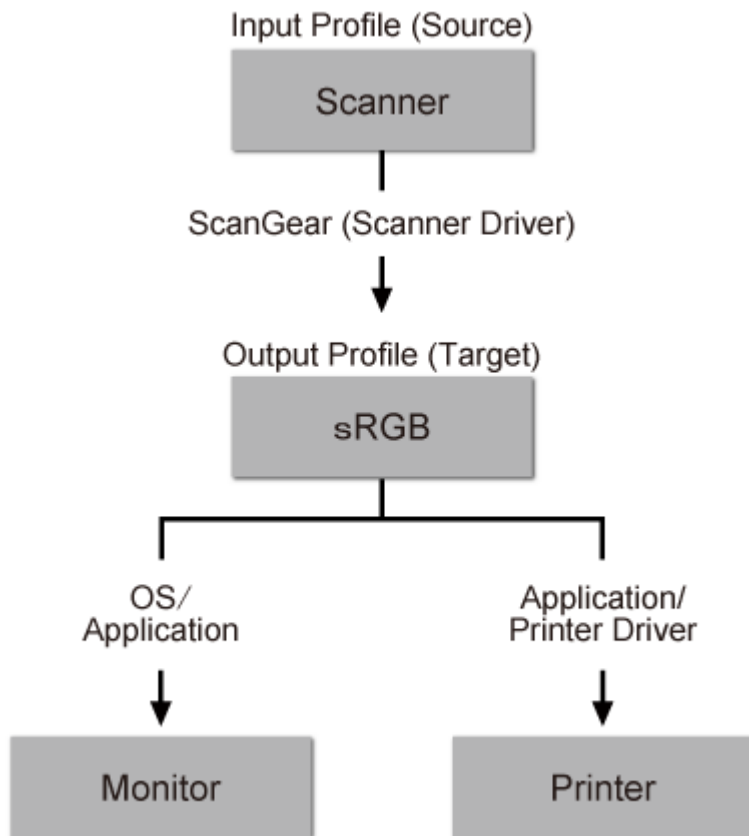 Input Profile (Source)
Scanner
ScanGear (Scanner Driver)
Output Profile (Target)
sRGB
OS/
Application
Application/
Printer Driver
Monitor
Printer